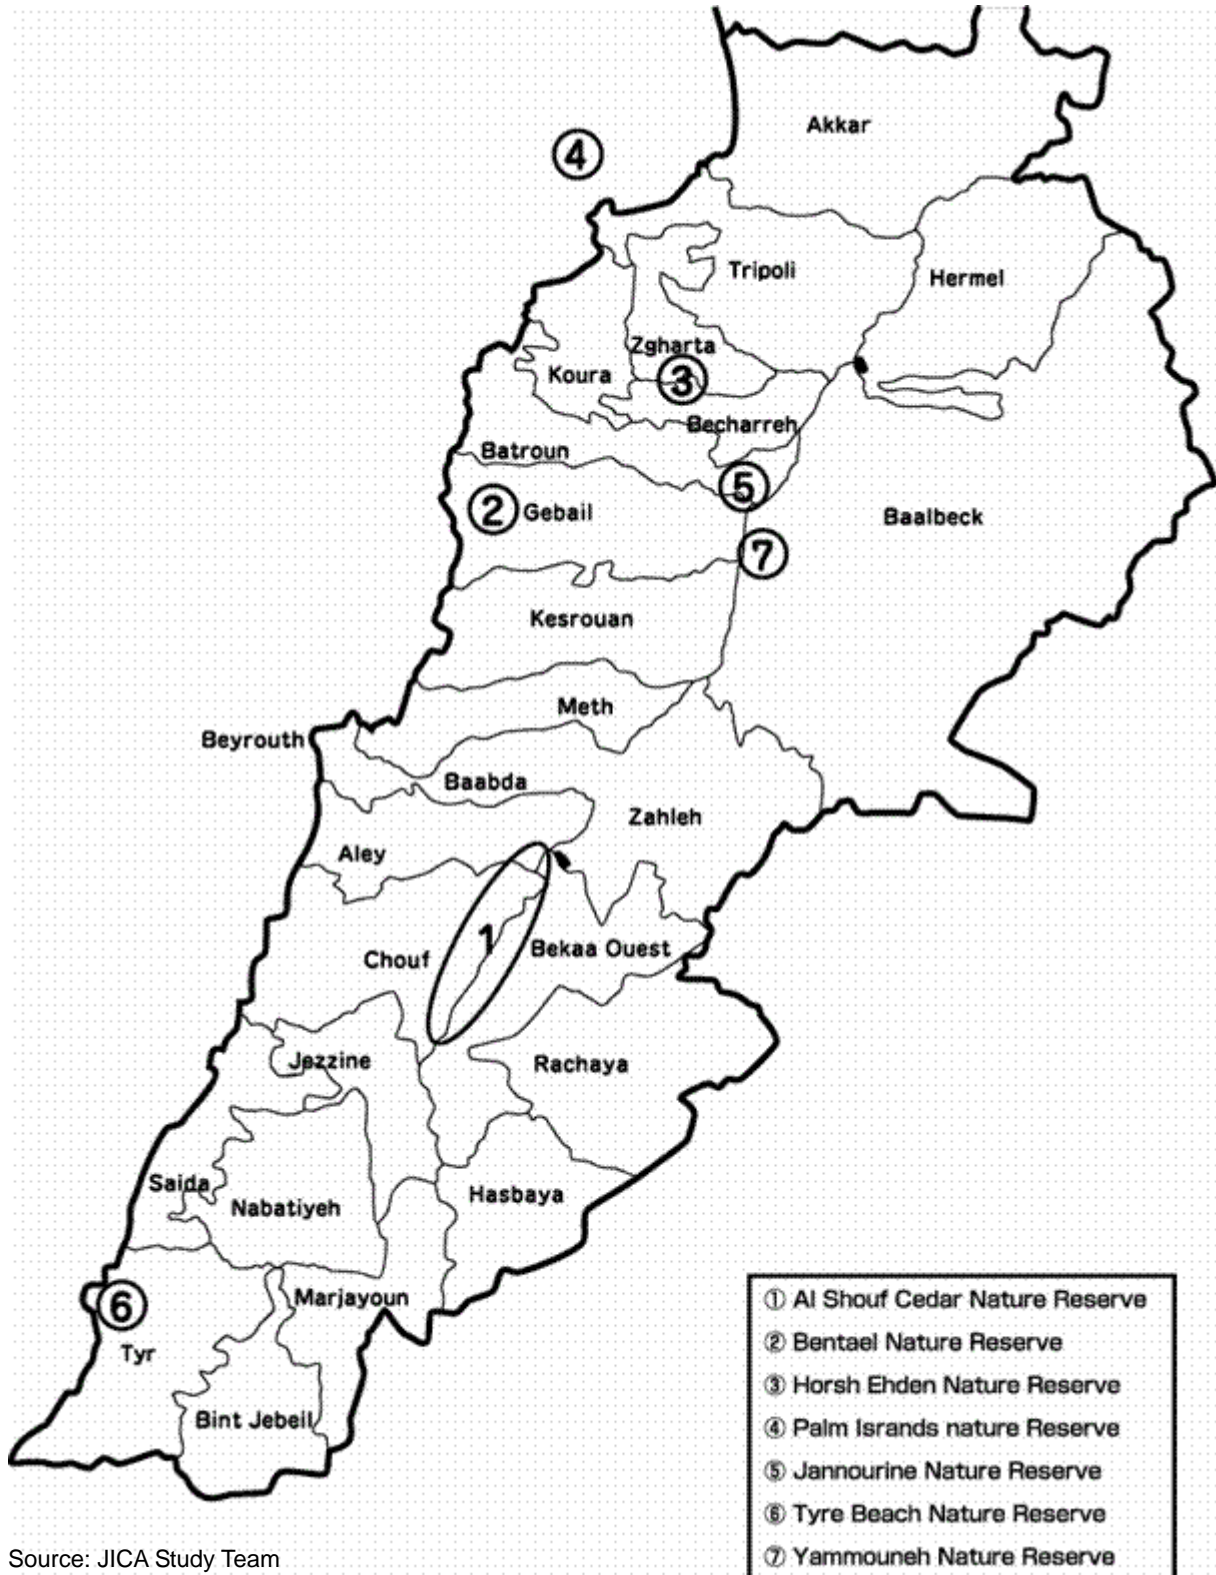 Akkar
④
Tripoli
Hermel
Zgharta
③
Koura
Becharreh
Batroun
⑤
② Gebail
Baalbeck
⑦
Kesrouan
Meth
Beyrouth
Baabda
Zahleh
Aley
1
Chouf
Bekaa Ouest
Jezzine
Rachaya
Saida
Nabatiyeh
Hasbaya
⑥
Marjayoun
Tyr
Bint Jebeil
① Al Shouf Cedar Nature Reserve
② Bentael Nature Reserve
③ Horsh Ehden Nature Reserve
④ Palm Isrands nature Reserve
⑤ Jannourine Nature Reserve
⑥ Tyre Beach Nature Reserve
⑦ Yammouneh Nature Reserve
Source: JICA Study Team